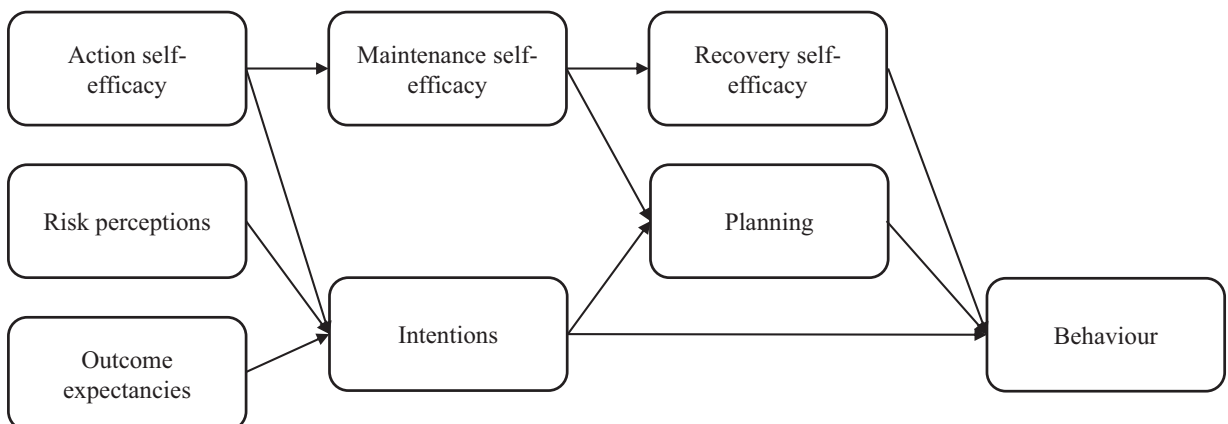 Action self-
efficacy
Maintenance self-
efficacy
Recovery self-
efficacy
Risk perceptions
Planning
Outcome
expectancies
Intentions
Behaviour